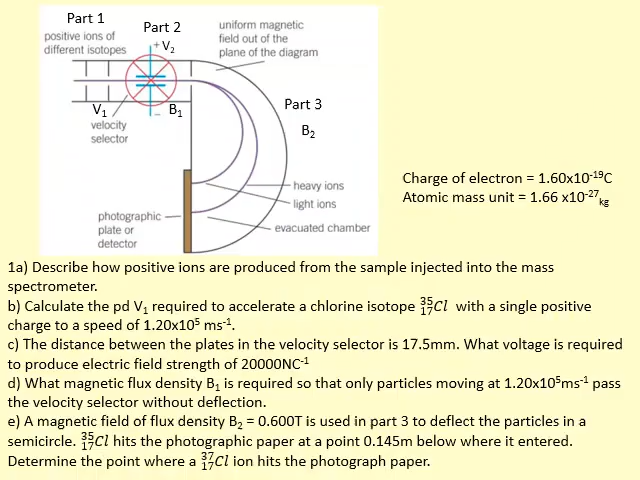 Part 1
Part 2
positive ions of
different isotopes
+ V₂
uniform magnetic
field out of the
plane of the diagram
Part 3
B₂
V₁
–
B₁
velocity
selector
heavy ions
light ions
photographic
plate or
detector
evacuated chamber
Charge of electron = 1.60x10⁻¹⁹C
Atomic mass unit = 1.66 x10⁻²⁷kg
1a) Describe how positive ions are produced from the sample injected into the mass
spectrometer.
b) Calculate the pd V₁ required to accelerate a chlorine isotope ³⁵₁₇Cl with a single positive
charge to a speed of 1.20x10⁵ ms⁻¹.
c) The distance between the plates in the velocity selector is 17.5mm. What voltage is required
to produce electric field strength of 20000NC⁻¹
d) What magnetic flux density B₁ is required so that only particles moving at 1.20x10⁵ms⁻¹ pass
the velocity selector without deflection.
e) A magnetic field of flux density B₂ = 0.600T is used in part 3 to deflect the particles in a
semicircle. ³⁵₁₇Cl hits the photographic paper at a point 0.145m below where it entered.
Determine the point where a ³⁷₁₇Cl ion hits the photograph paper.